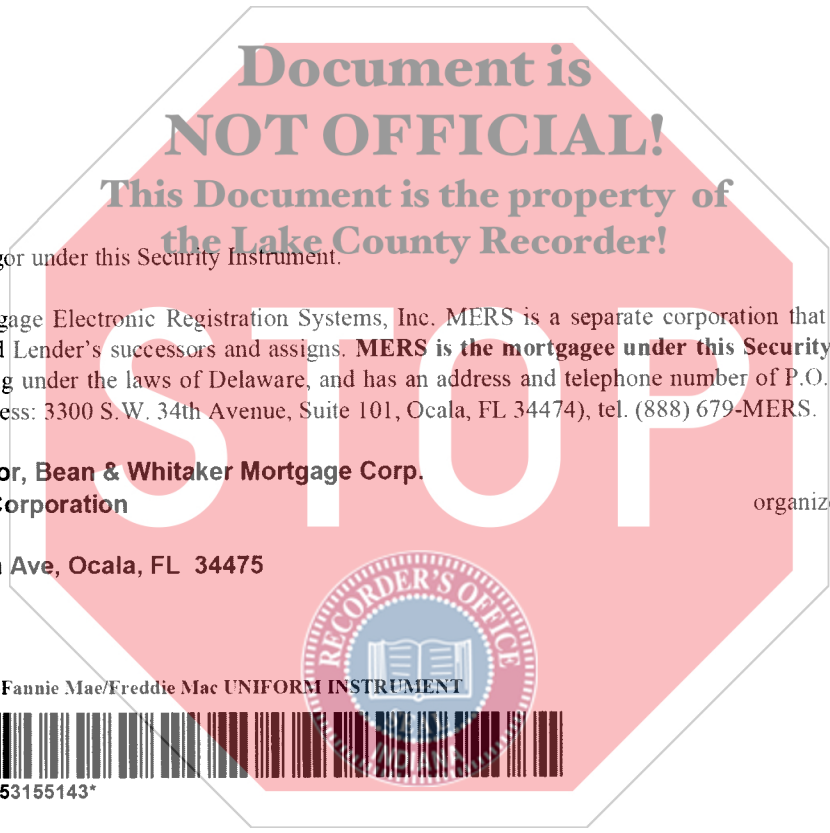 Document is
NOT OFFICIAL!
This Document is the property of
the Lake County Recorder!
gor under this Security Instrument.
gage Electronic Registration Systems, Inc. MERS is a separate corporation that
d Lender's successors and assigns. MERS is the mortgagee under this Security
g under the laws of Delaware, and has an address and telephone number of P.O.
ess: 3300 S.W. 34th Avenue, Suite 101, Ocala, FL 34474), tel. (888) 679-MERS.
STOP
or, Bean & Whitaker Mortgage Corp.
Corporation organize
Ave, Ocala, FL 34475
RECORDER'S OFFICE
INDIANA
Fannie Mae/Freddie Mac UNIFORM INSTRUMENT
53155143*